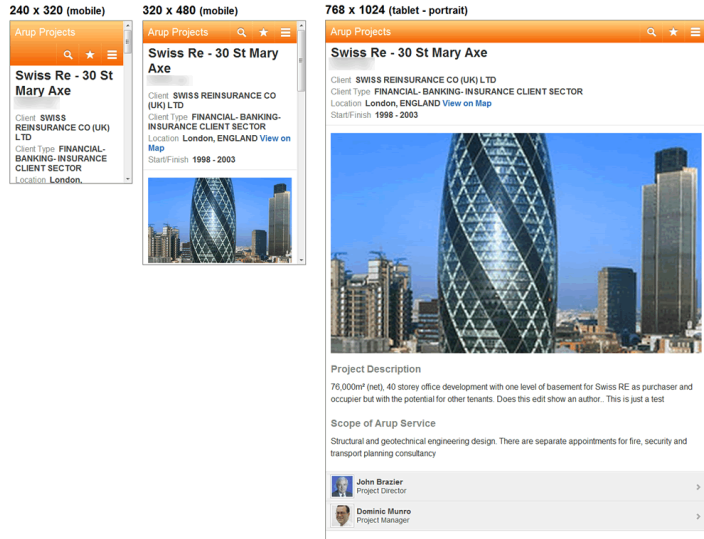 240 x 320 (mobile)
Arup Projects
Swiss Re - 30 St
Mary Axe
Client SWISS
REINSURANCE CO (UK)
LTD
Client Type FINANCIAL-
BANKING- INSURANCE
CLIENT SECTOR
Location London,
320 x 480 (mobile)
Arup Projects
Swiss Re - 30 St Mary
Axe
Client SWISS REINSURANCE CO
(UK) LTD
Client Type FINANCIAL- BANKING-
INSURANCE CLIENT SECTOR
Location London, ENGLAND View on
Map
Start/Finish 1998 - 2003
768 x 1024 (tablet - portrait)
Arup Projects
Swiss Re - 30 St Mary Axe
Client SWISS REINSURANCE CO (UK) LTD
Client Type FINANCIAL- BANKING-INSURANCE CLIENT SECTOR
Location London, ENGLAND View on Map
Start/Finish 1998 - 2003
Project Description
76,000m² (net), 40 storey office development with one level of basement for Swiss RE as purchaser and
occupier but with the potential for other tenants. Does this edit show an author.. This is just a test
Scope of Arup Service
Structural and geotechnical engineering design. There are separate appointments for fire, security and
transport planning consultancy
John Brazier
Project Director
Dominic Munro
Project Manager